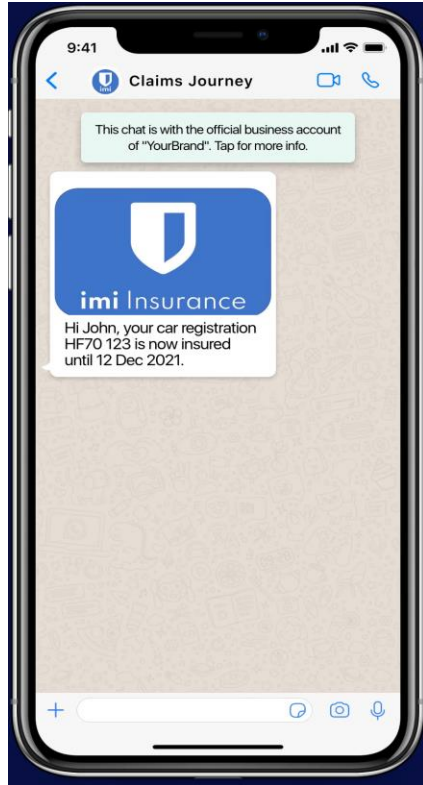 9:41
imi
Claims Journey
This chat is with the official business account
of "YourBrand". Tap for more info.
imi Insurance
Hi John, your car registration
HF70 123 is now insured
until 12 Dec 2021.